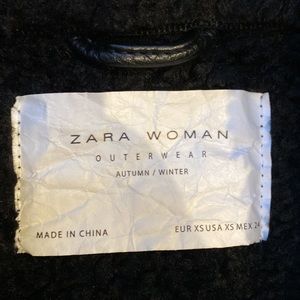 ZARA WOMAN
OUTERWEAR
AUTUMN / WINTER
MADE IN CHINA
EUR XS USA XS MEX 24